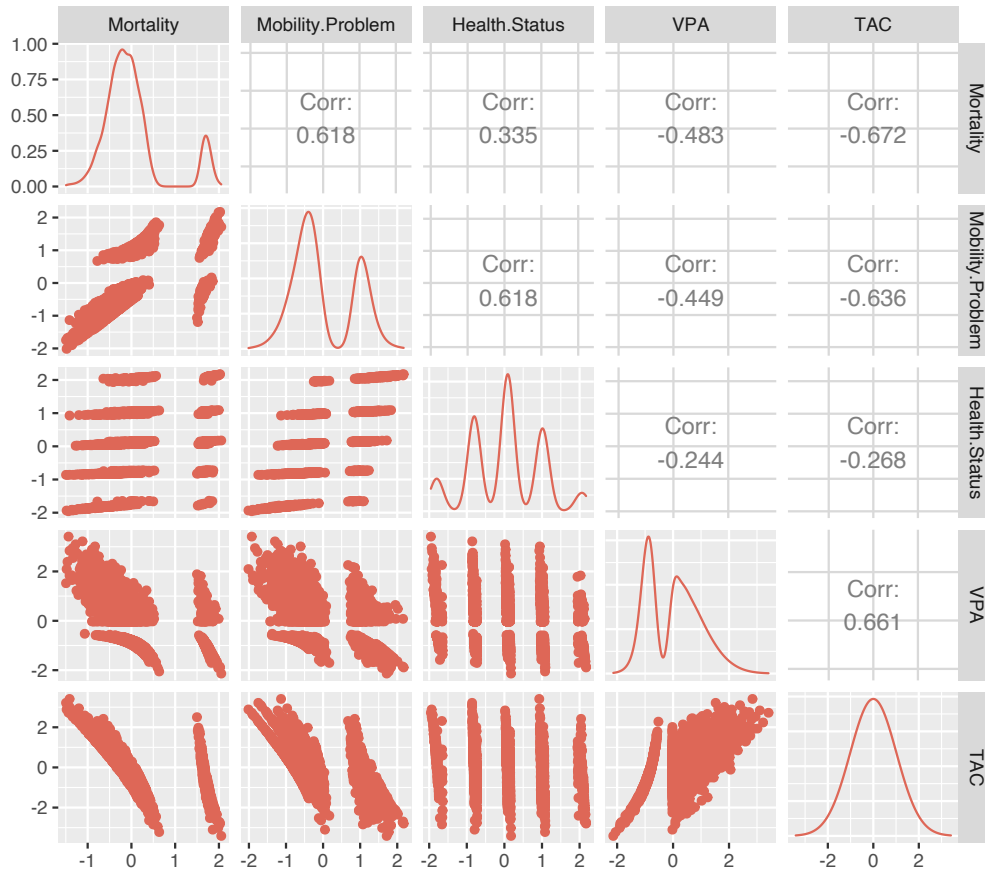 Mortality Mobility.Problem Health.Status VPA TAC
1.00
0.75
0.50
0.25
0.00
Corr:
0.618
Corr:
0.335
Corr:
-0.483
Corr:
-0.672
Mortality
2
1
0
-1
-2
Corr:
0.618
Corr:
-0.449
Corr:
-0.636
Mobility.Problem
2
1
0
-1
-2
Corr:
-0.244
Corr:
-0.268
Health.Status
2
0
-2
Corr:
0.661
VPA
2
0
-2
TAC
-1 0 1 2
-2 -1 0 1 2
-2 -1 0 1 2
-2 0 2
-2 0 2